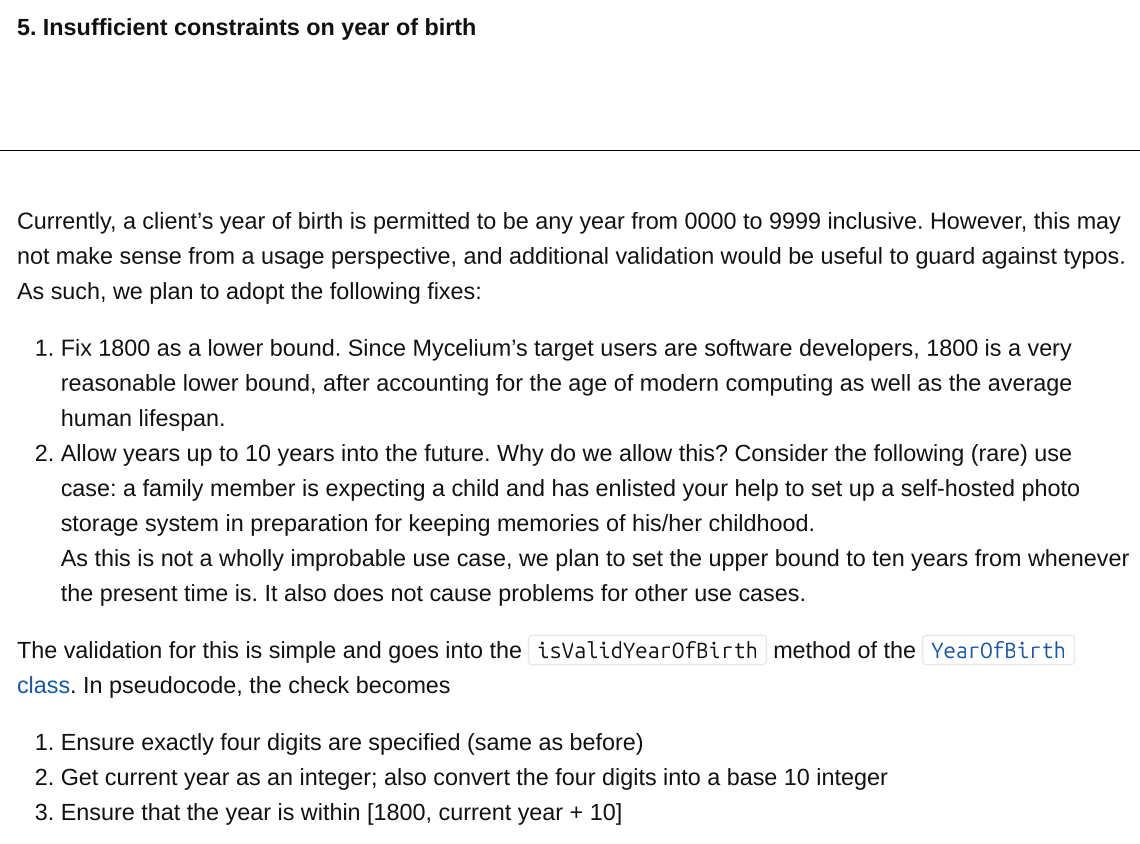 5. Insufficient constraints on year of birth
Currently, a client’s year of birth is permitted to be any year from 0000 to 9999 inclusive. However, this may
not make sense from a usage perspective, and additional validation would be useful to guard against typos.
As such, we plan to adopt the following fixes:
1. Fix 1800 as a lower bound. Since Mycelium’s target users are software developers, 1800 is a very
reasonable lower bound, after accounting for the age of modern computing as well as the average
human lifespan.
2. Allow years up to 10 years into the future. Why do we allow this? Consider the following (rare) use
case: a family member is expecting a child and has enlisted your help to set up a self-hosted photo
storage system in preparation for keeping memories of his/her childhood.
As this is not a wholly improbable use case, we plan to set the upper bound to ten years from whenever
the present time is. It also does not cause problems for other use cases.
The validation for this is simple and goes into the isValidYearOfBirth method of the YearOfBirth
class. In pseudocode, the check becomes
1. Ensure exactly four digits are specified (same as before)
2. Get current year as an integer; also convert the four digits into a base 10 integer
3. Ensure that the year is within [1800, current year + 10]